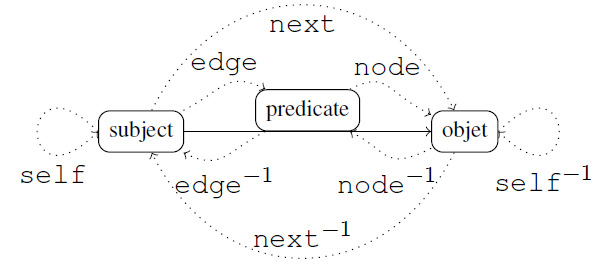 next
edge
node
predicate
subject
objet
self
edge⁻¹
node⁻¹
self⁻¹
next⁻¹